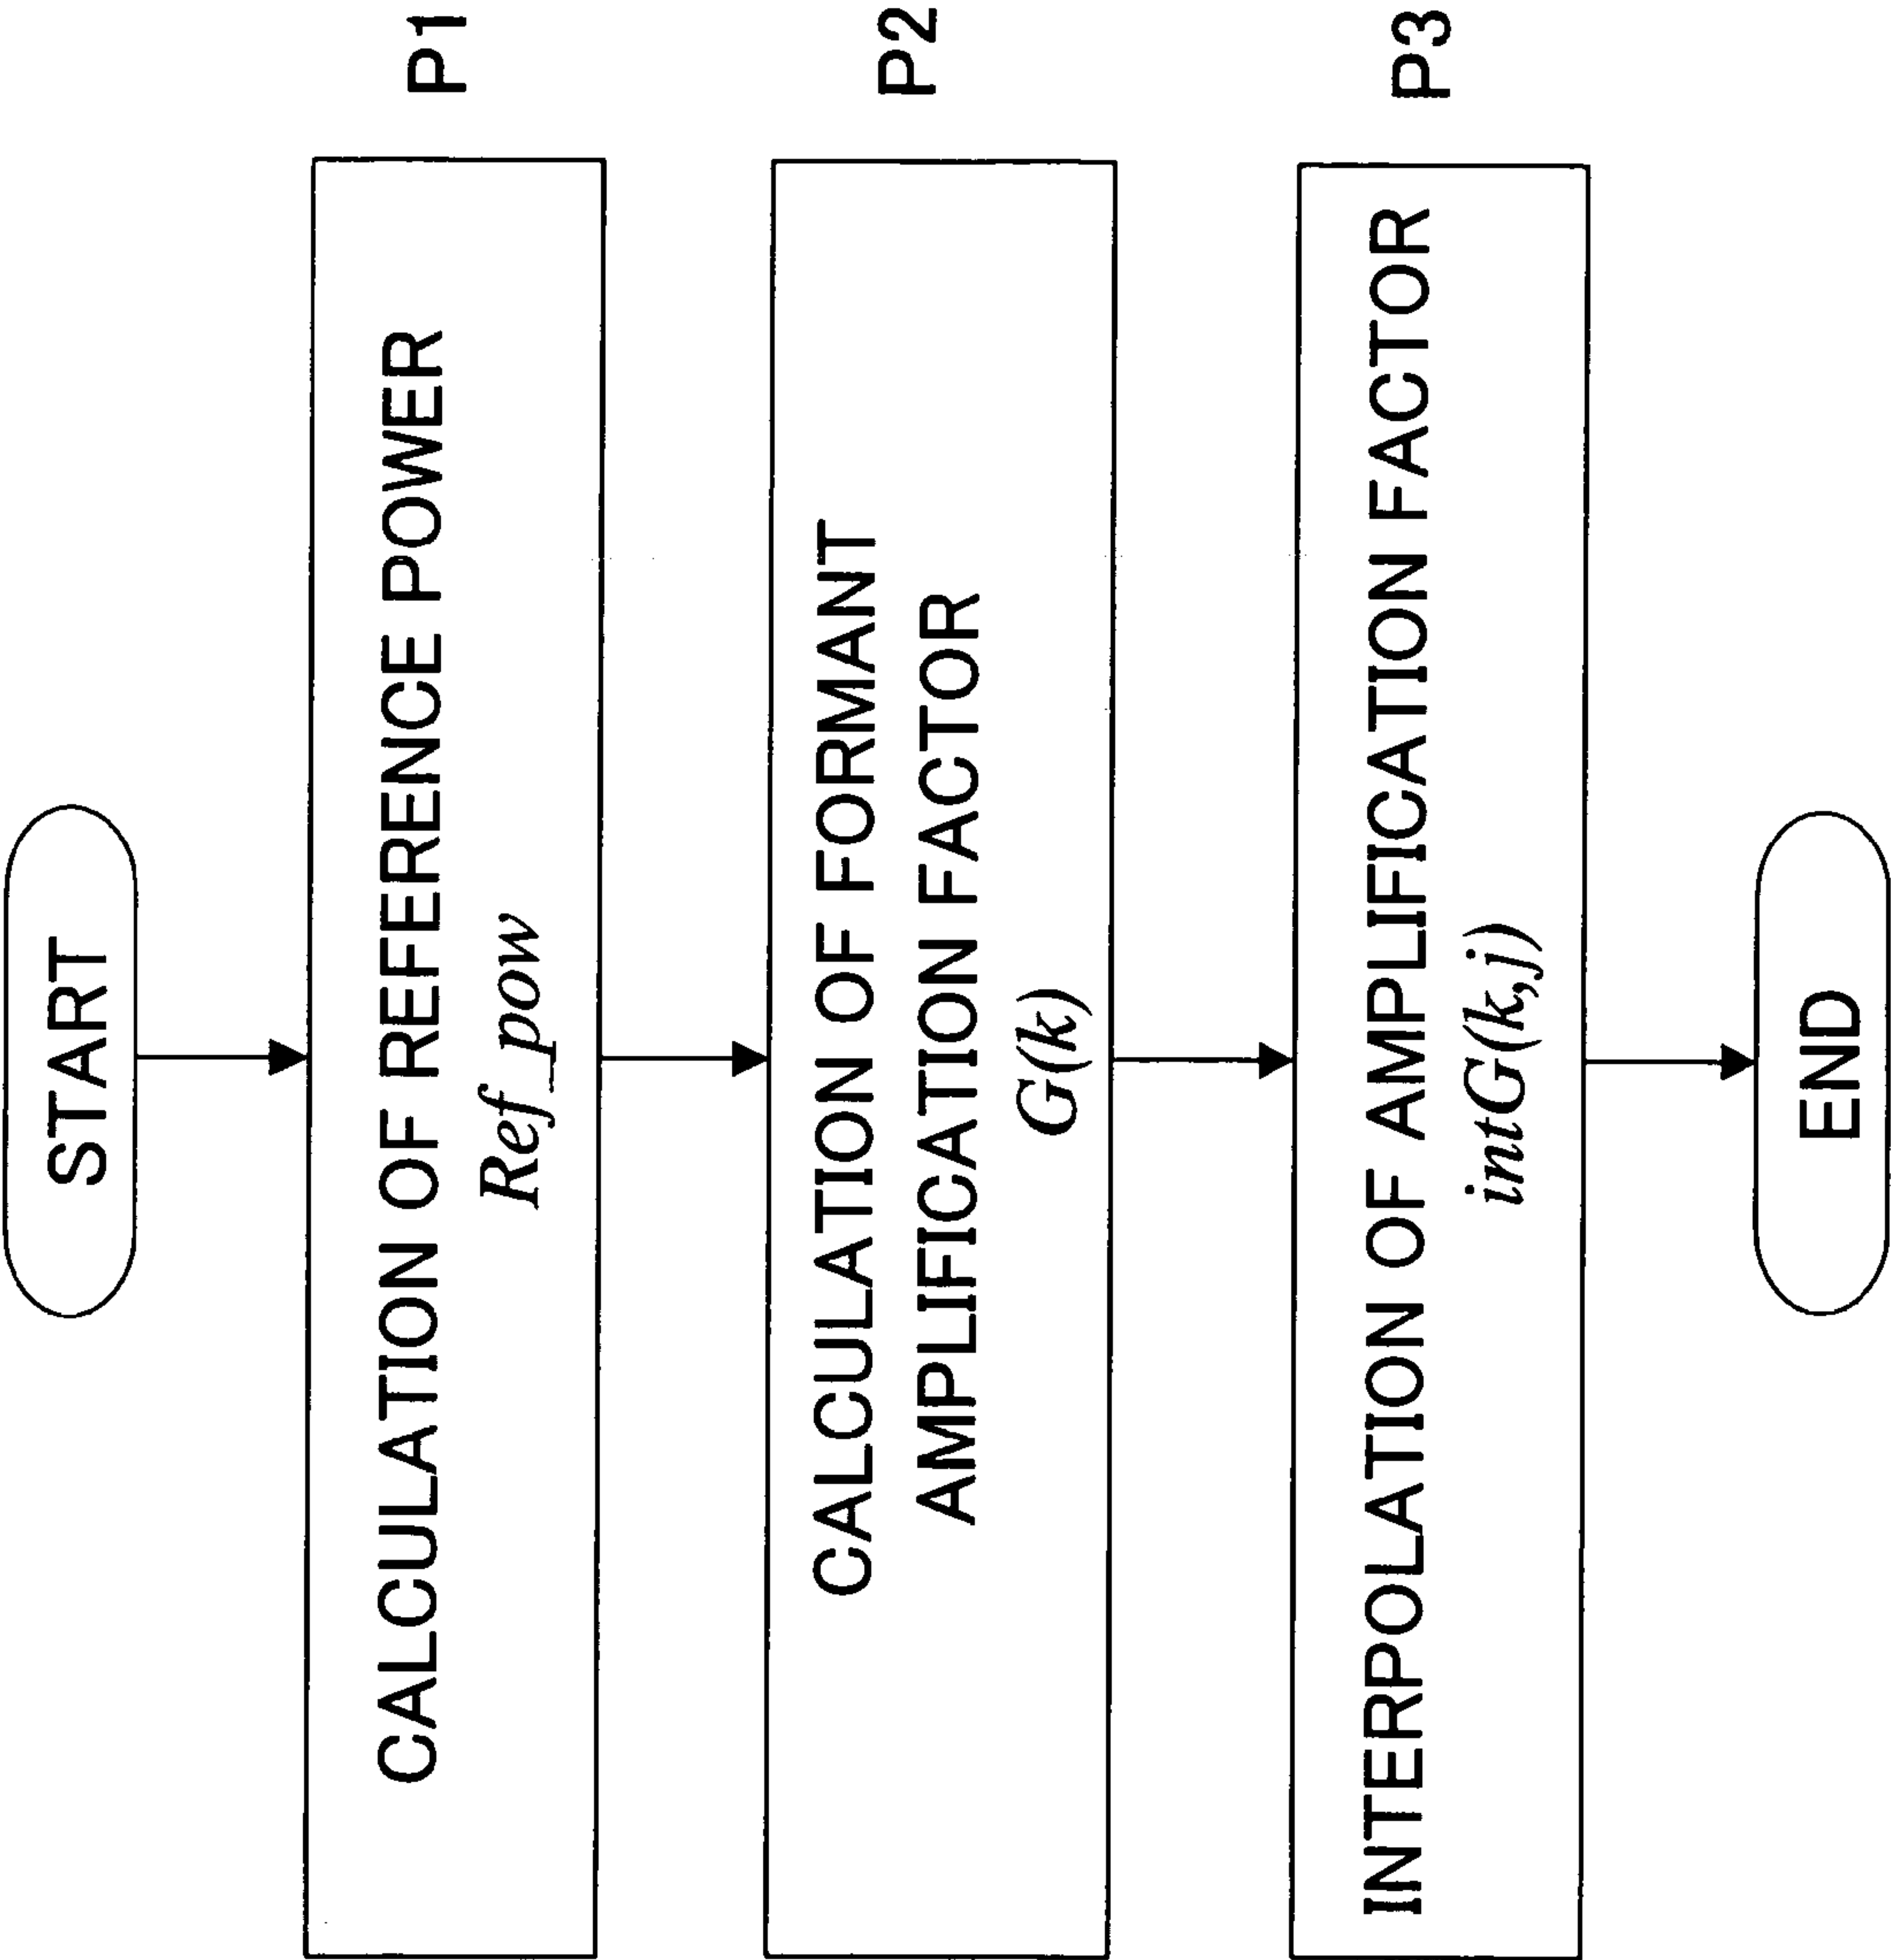 START
CALCULATION OF REFERENCE POWER
Ref_pow
P1
CALCULATION OF FORMANT
AMPLIFICATION FACTOR
G(k)
P2
INTERPOLATION OF AMPLIFICATION FACTOR
intG(k,j)
P3
END